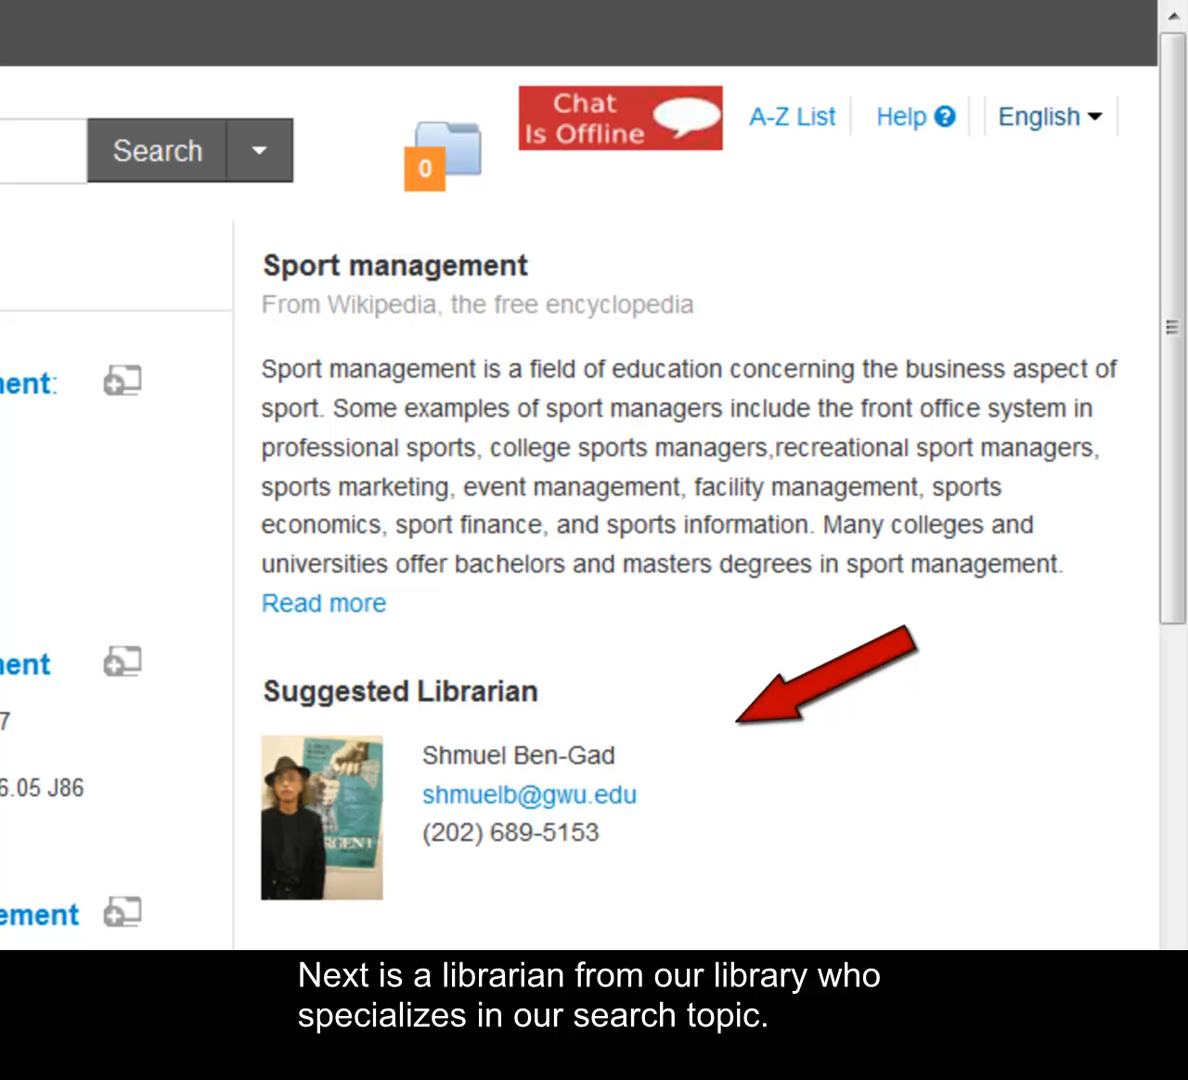 Chat
Is Offline
A-Z List
Help ?
English
Search
0
Sport management
From Wikipedia, the free encyclopedia
Sport management is a field of education concerning the business aspect of
sport. Some examples of sport managers include the front office system in
professional sports, college sports managers,recreational sport managers,
sports marketing, event management, facility management, sports
economics, sport finance, and sports information. Many colleges and
universities offer bachelors and masters degrees in sport management.
Read more
ent:
ent
7
6.05 J86
ement
Suggested Librarian
Shmuel Ben-Gad
shmuelb@gwu.edu
(202) 689-5153
RGENT
Next is a librarian from our library who
specializes in our search topic.